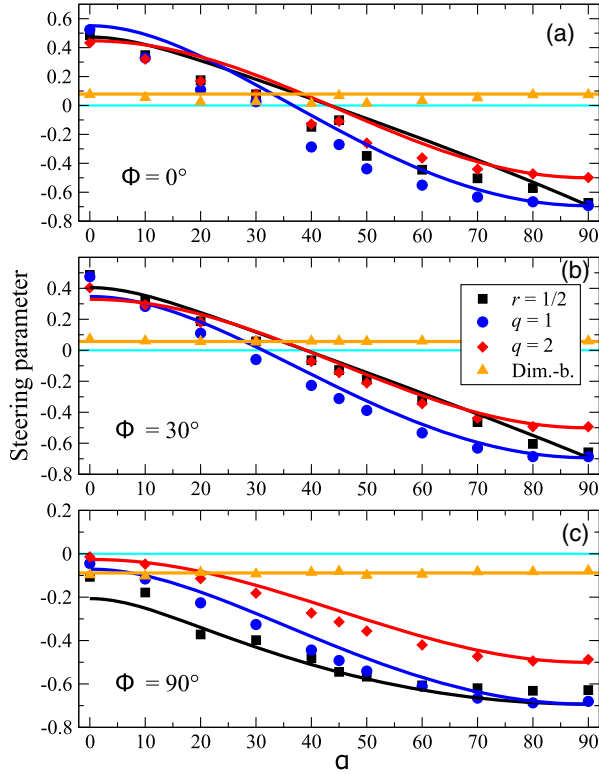 0.6
0.4
0.2
0
-0.2
-0.4
-0.6
-0.8
(a)
Φ = 0°
0 10 20 30 40 50 60 70 80 90
Steering parameter
0.4
0.2
0
-0.2
-0.4
-0.6
-0.8
(b)
r = 1/2
q = 1
q = 2
Dim.-b.
Φ = 30°
0 10 20 30 40 50 60 70 80 90
0.2
0
-0.2
-0.4
-0.6
-0.8
(c)
Φ = 90°
0 10 20 30 40 50 60 70 80 90
α